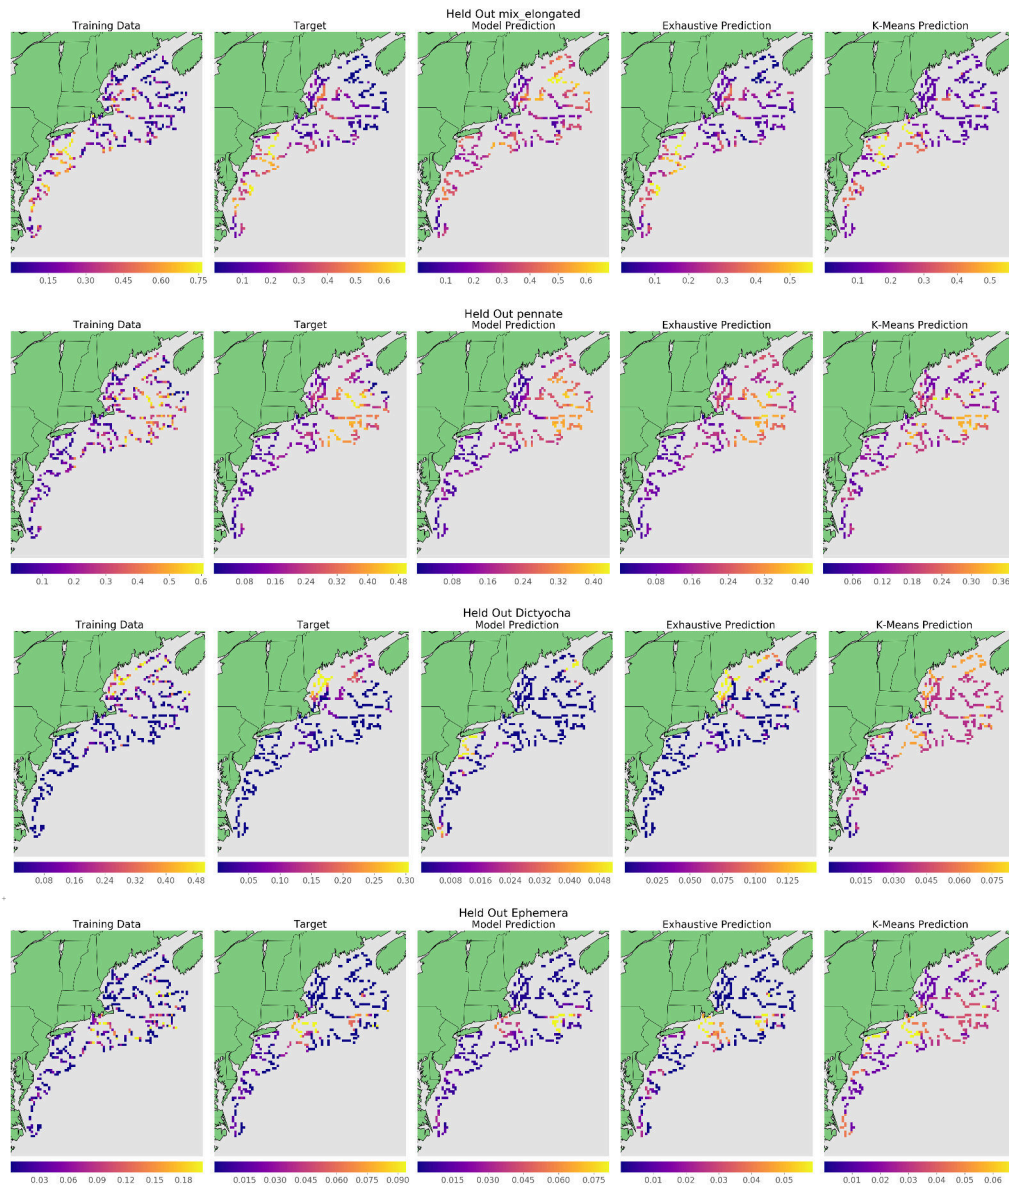 Held Out mix_elongated
Training Data Target Model Prediction Exhaustive Prediction K-Means Prediction
0.15 0.30 0.45 0.60 0.75 0.1 0.2 0.3 0.4 0.5 0.6 0.1 0.2 0.3 0.4 0.5 0.6 0.1 0.2 0.3 0.4 0.5 0.1 0.2 0.3 0.4 0.5
Held Out pennate
Training Data Target Model Prediction Exhaustive Prediction K-Means Prediction
0.1 0.2 0.3 0.4 0.5 0.6 0.08 0.16 0.24 0.32 0.40 0.48 0.08 0.16 0.24 0.32 0.40 0.08 0.16 0.24 0.32 0.40 0.06 0.12 0.18 0.24 0.30 0.36
Held Out Dictyocha
Training Data Target Model Prediction Exhaustive Prediction K-Means Prediction
0.08 0.16 0.24 0.32 0.40 0.48 0.05 0.10 0.15 0.20 0.25 0.30 0.008 0.016 0.024 0.032 0.040 0.048 0.025 0.050 0.075 0.100 0.125 0.015 0.030 0.045 0.060 0.075
Held Out Ephemera
Training Data Target Model Prediction Exhaustive Prediction K-Means Prediction
0.03 0.06 0.09 0.12 0.15 0.18 0.015 0.030 0.045 0.060 0.075 0.090 0.015 0.030 0.045 0.060 0.075 0.01 0.02 0.03 0.04 0.05 0.01 0.02 0.03 0.04 0.05 0.06